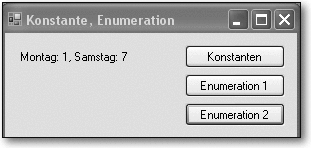 Konstante, Enumeration
Montag: 1, Samstag: 7
Konstanten
Enumeration 1
Enumeration 2